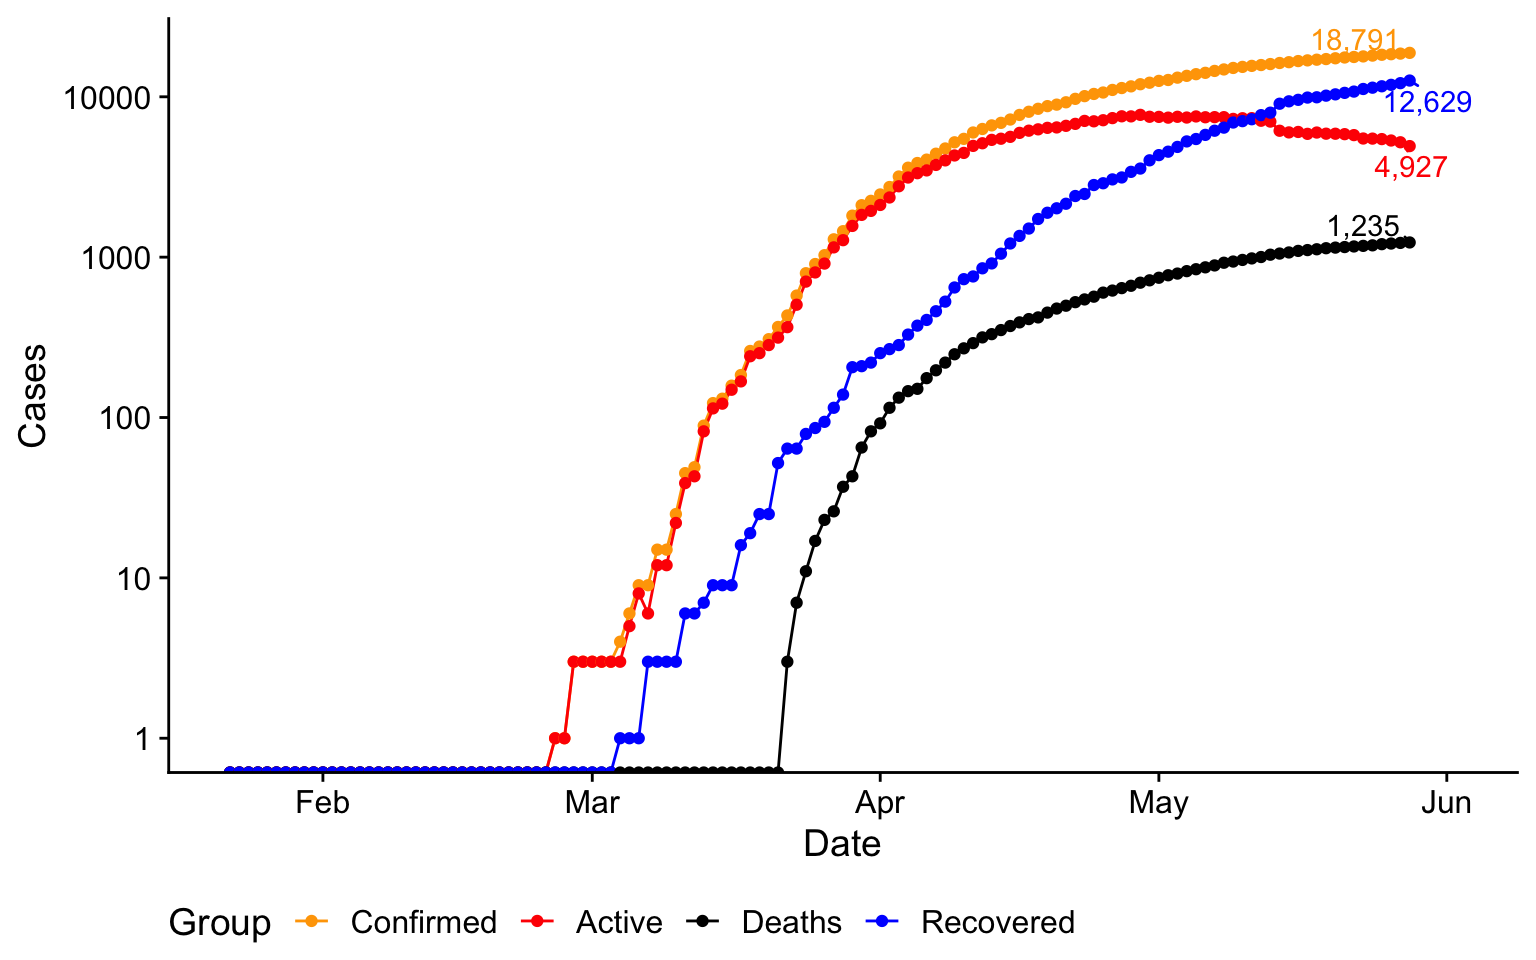 18,791
10000
12,629
4,927
1,235
1000
Cases
100
10
1
Feb Mar Apr May Jun
Date
Group Confirmed Active Deaths Recovered